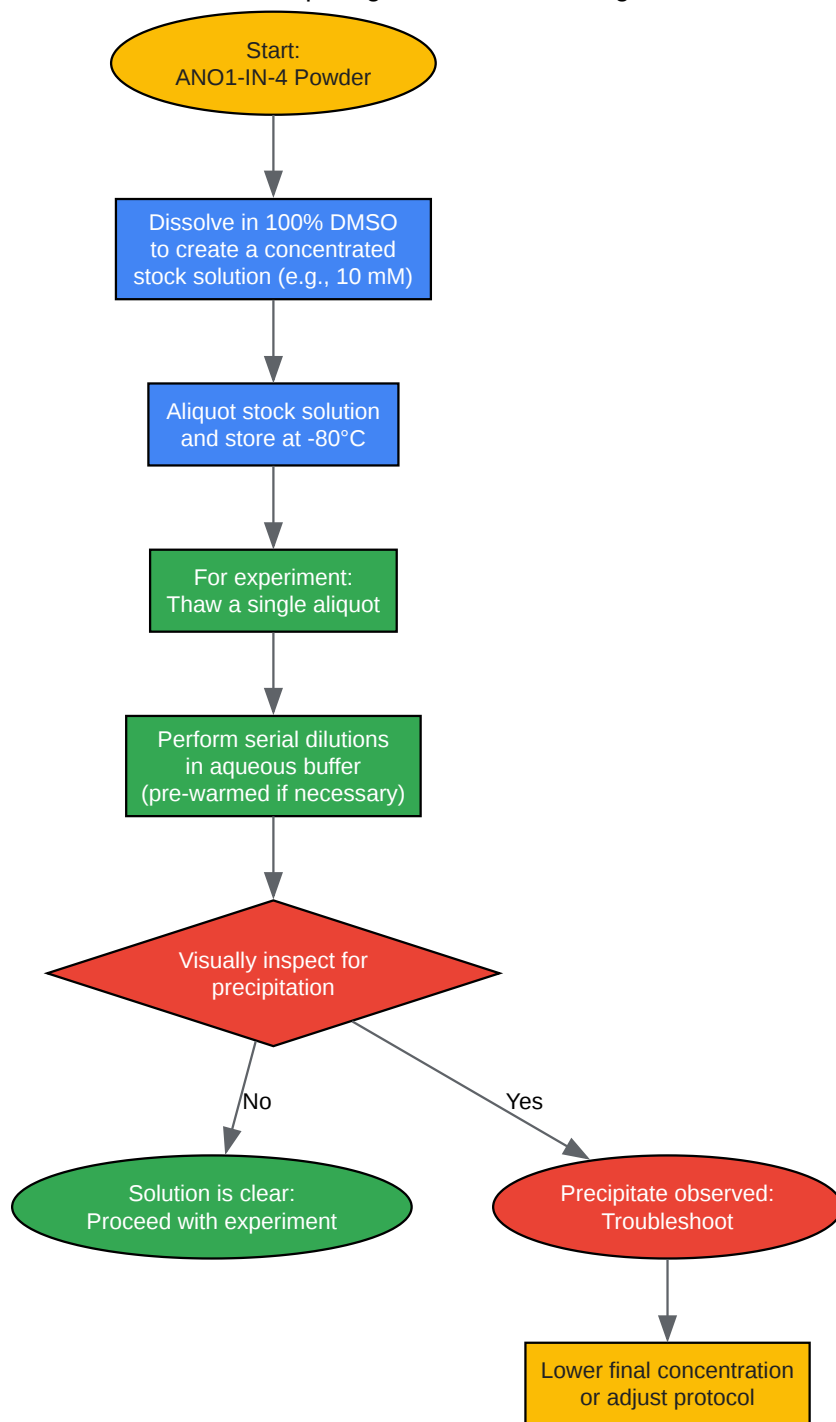 Start:
ANO1-IN-4 Powder
Dissolve in 100% DMSO
to create a concentrated
stock solution (e.g., 10 mM)
Aliquot stock solution
and store at -80°C
For experiment:
Thaw a single aliquot
Perform serial dilutions
in aqueous buffer
(pre-warmed if necessary)
Visually inspect for
precipitation
No
Yes
Solution is clear:
Proceed with experiment
Precipitate observed:
Troubleshoot
Lower final concentration
or adjust protocol